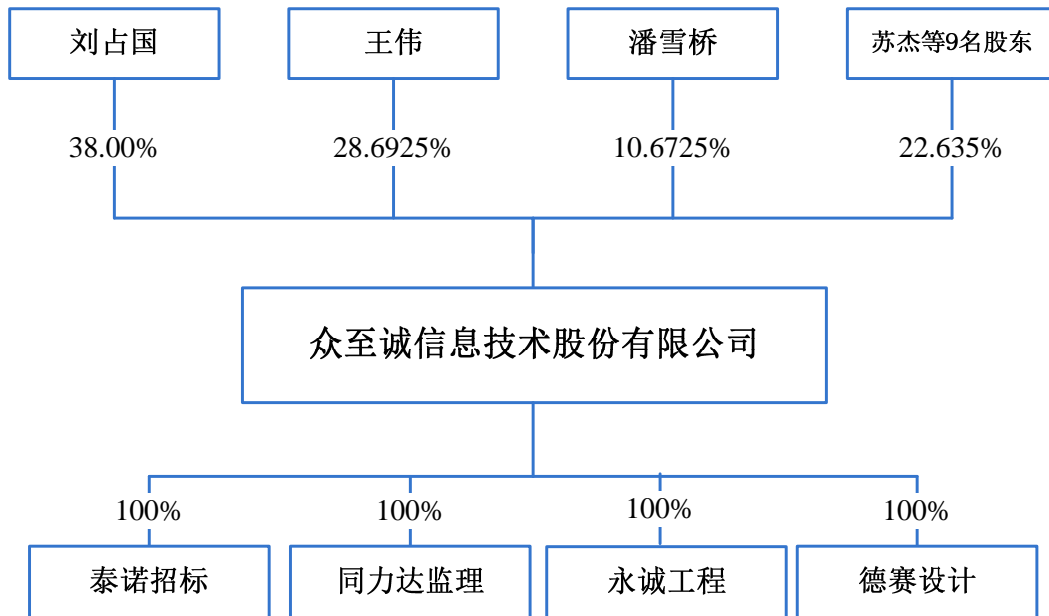 刘占国
王伟
潘雪桥
苏杰等9名股东
38.00%
28.6925%
10.6725%
22.635%
众至诚信息技术股份有限公司
100%
100%
100%
100%
泰诺招标
同力达监理
永诚工程
德赛设计